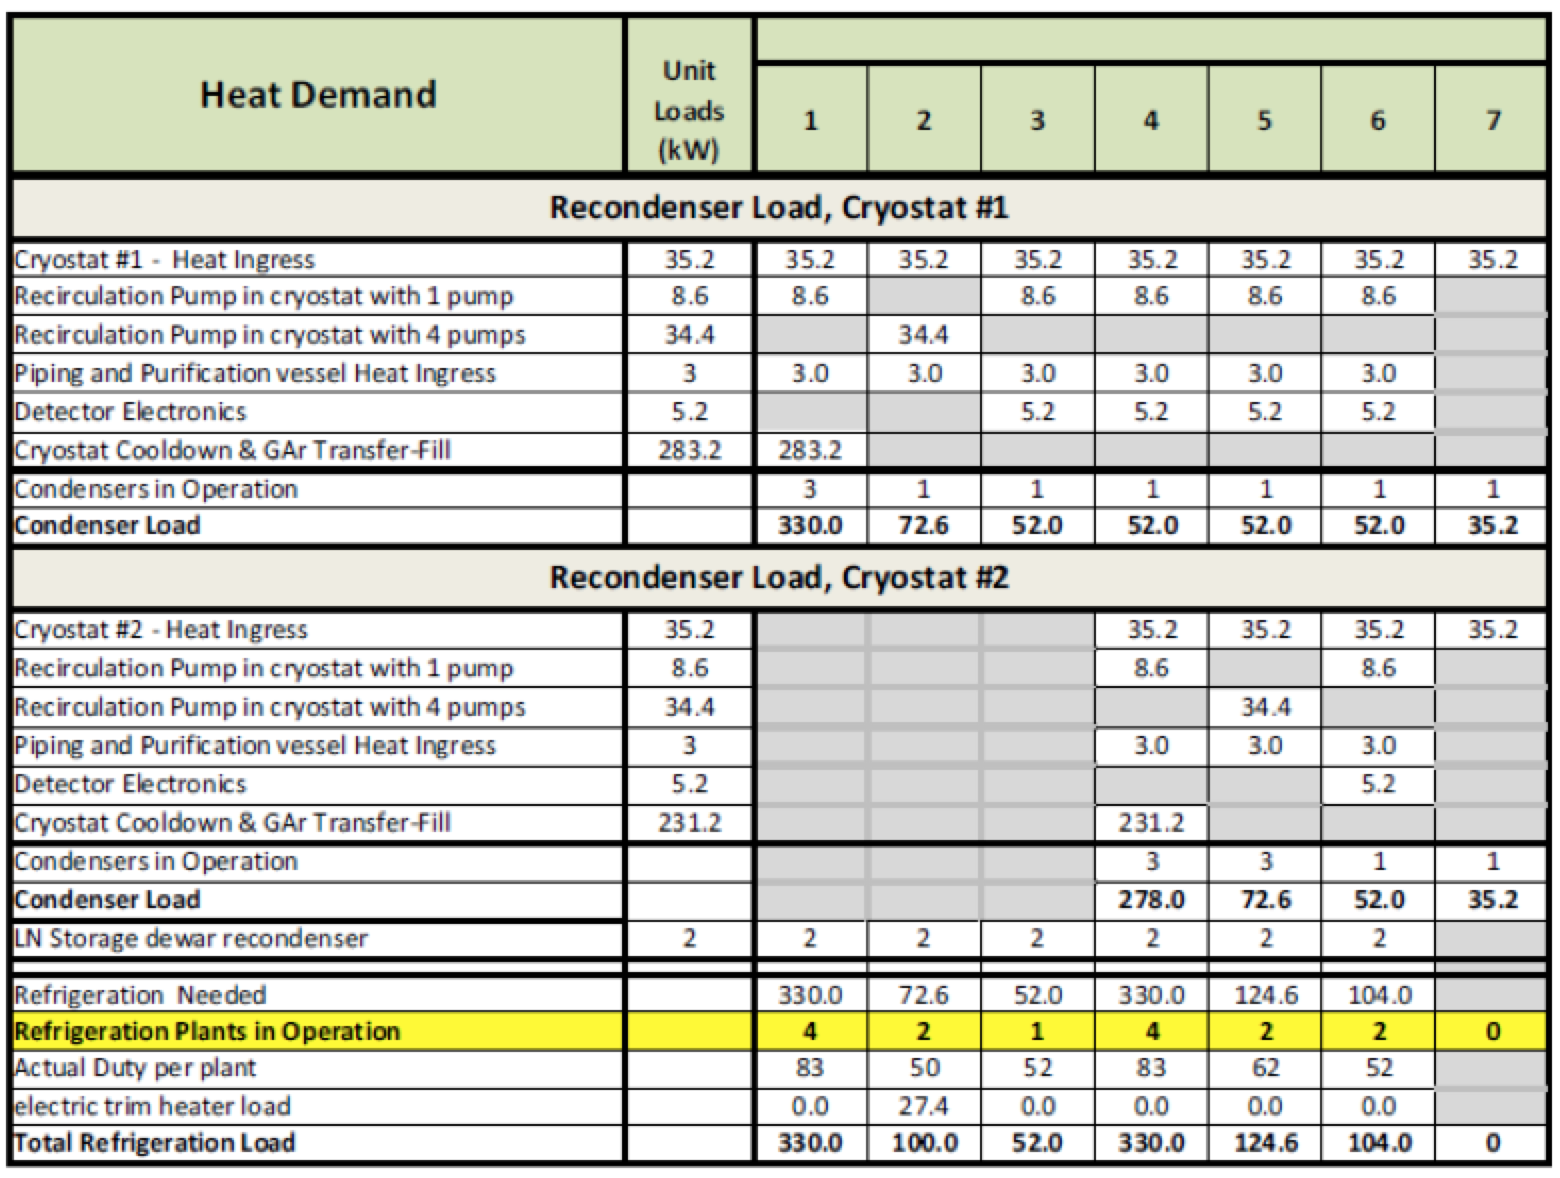 Heat Demand Unit Loads (kW) 1 2 3 4 5 6 7
Recondenser Load, Cryostat #1
Cryostat #1 - Heat Ingress 35.2 35.2 35.2 35.2 35.2 35.2 35.2 35.2
Recirculation Pump in cryostat with 1 pump 8.6 8.6 8.6 8.6 8.6 8.6
Recirculation Pump in cryostat with 4 pumps 34.4 34.4
Piping and Purification vessel Heat Ingress 3 3.0 3.0 3.0 3.0 3.0 3.0
Detector Electronics 5.2 5.2 5.2 5.2 5.2
Cryostat Cooldown & GAr Transfer-Fill 283.2 283.2
Condensers in Operation 3 1 1 1 1 1 1
Condenser Load 330.0 72.6 52.0 52.0 52.0 52.0 35.2
Recondenser Load, Cryostat #2
Cryostat #2 - Heat Ingress 35.2 35.2 35.2 35.2 35.2
Recirculation Pump in cryostat with 1 pump 8.6 8.6 8.6
Recirculation Pump in cryostat with 4 pumps 34.4 34.4
Piping and Purification vessel Heat Ingress 3 3.0 3.0 3.0
Detector Electronics 5.2 5.2
Cryostat Cooldown & GAr Transfer-Fill 231.2 231.2
Condensers in Operation 3 3 1 1
Condenser Load 278.0 72.6 52.0 35.2
LN Storage dewar recondenser 2 2 2 2 2 2 2
Refrigeration Needed 330.0 72.6 52.0 330.0 124.6 104.0
Refrigeration Plants in Operation 4 2 1 4 2 2 0
Actual Duty per plant 83 50 52 83 62 52
electric trim heater load 0.0 27.4 0.0 0.0 0.0 0.0
Total Refrigeration Load 330.0 100.0 52.0 330.0 124.6 104.0 0